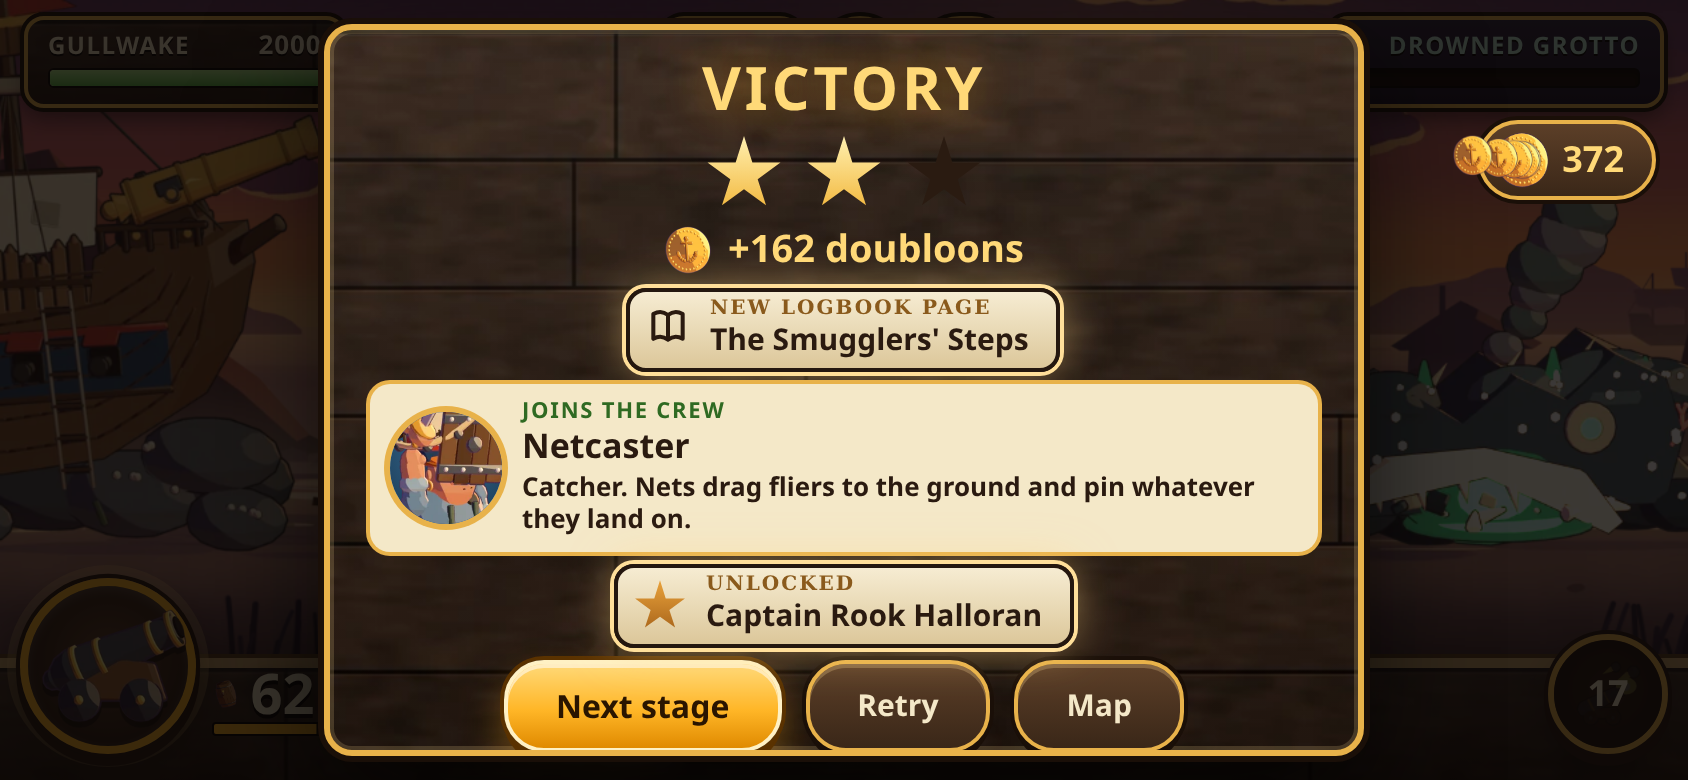 GULLWAKE 2000
DROWNED GROTTO
372
VICTORY
+162 doubloons
NEW LOGBOOK PAGE
The Smugglers' Steps
JOINS THE CREW
Netcaster
Catcher. Nets drag fliers to the ground and pin whatever
they land on.
UNLOCKED
Captain Rook Halloran
62
Next stage
Retry
Map
17